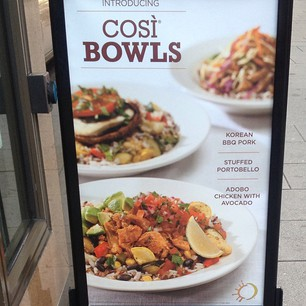 INTRODUCING
COSÌ®
BOWLS
KOREAN
BBQ PORK
STUFFED
PORTOBELLO
ADOBO
CHICKEN WITH
AVOCADO